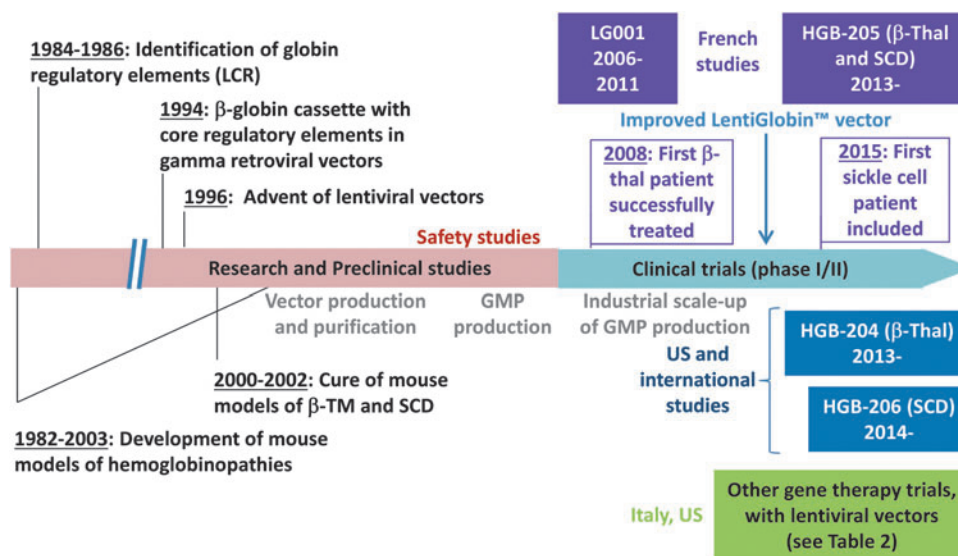 1984-1986: Identification of globin
regulatory elements (LCR)
1994: β-globin cassette with
core regulatory elements in
gamma retroviral vectors
1996: Advent of lentiviral vectors
LG001
2006-
2011
French
studies
HGB-205 (β-Thal
and SCD)
2013-
Improved LentiGlobin™ vector
2008: First β-
thal patient
successfully
treated
2015: First
sickle cell
patient
included
Safety studies
Research and Preclinical studies
Clinical trials (phase I/II)
Vector production
and purification
GMP
production
Industrial scale-up
of GMP production
2000-2002: Cure of mouse
models of β-TM and SCD
1982-2003: Development of mouse
models of hemoglobinopathies
US and
international
studies
HGB-204 (β-Thal)
2013-
HGB-206 (SCD)
2014-
Italy, US
Other gene therapy trials,
with lentiviral vectors
(see Table 2)